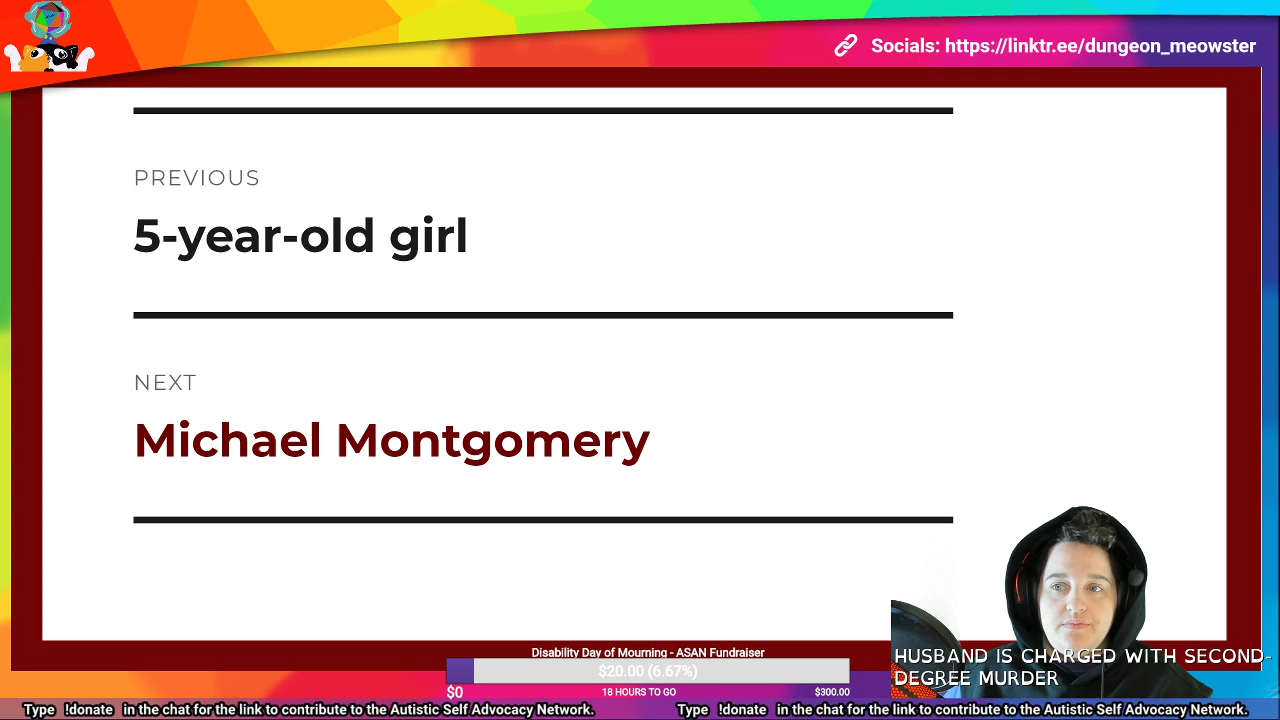 Socials: https://linktr.ee/dungeon_meowster
PREVIOUS
5-year-old girl
NEXT
Michael Montgomery
HUSBAND IS CHARGED WITH SECOND-
DEGREE MURDER
Disability Day of Mourning - ASAN Fundraiser
$20.00 (6.67%)
$0 18 HOURS TO GO $300.00
Type !donate in the chat for the link to contribute to the Autistic Self Advocacy Network. Type !donate in the chat for the link to contribute to the Autistic Self Advocacy Network.